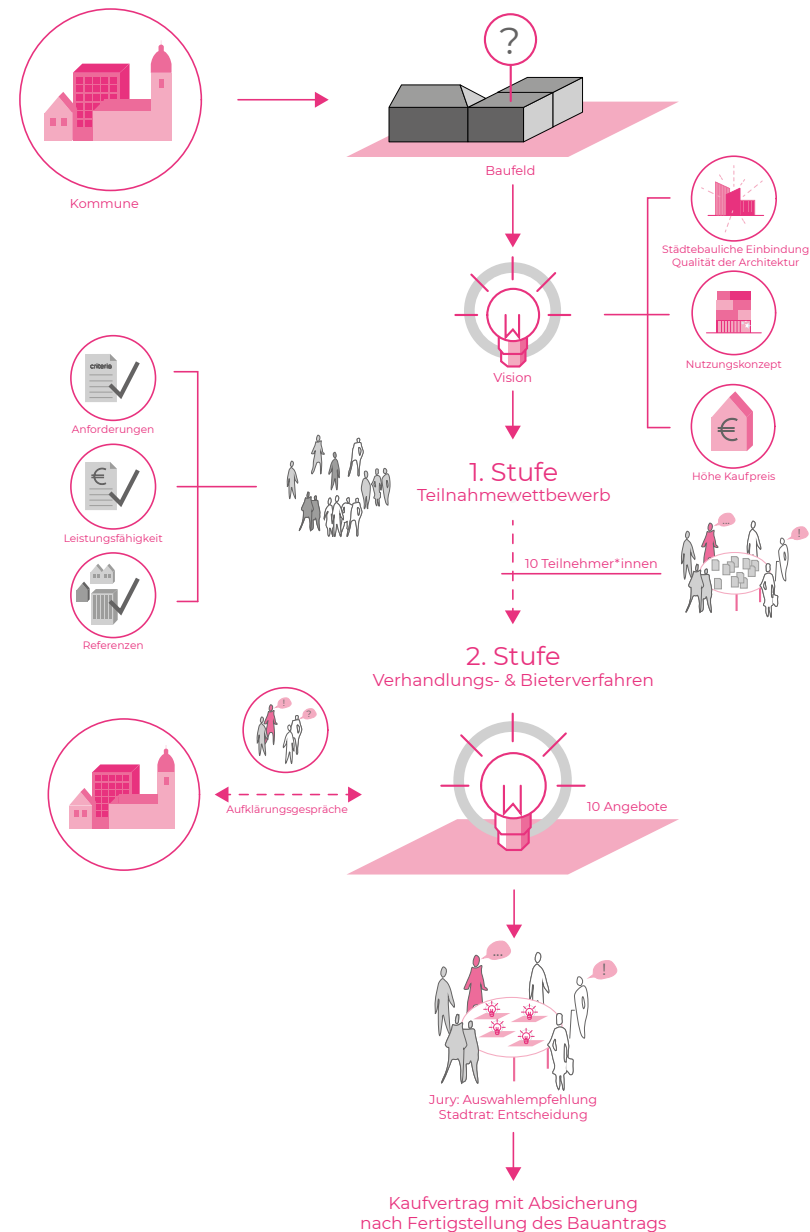 ?
Kommune
Baufeld
Städtebauliche Einbindung
Qualität der Architektur
Vision
Nutzungskonzept
criteria
Anforderungen
€
Höhe Kaufpreis
1. Stufe
Teilnahmewettbewerb
€
Leistungsfähigkeit
...
!
10 Teilnehmer*innen
Referenzen
2. Stufe
Verhandlungs- & Bieterverfahren
!
?
Aufklärungsgespräche
10 Angebote
...
!
Jury: Auswahlempfehlung
Stadtrat: Entscheidung
Kaufvertrag mit Absicherung
nach Fertigstellung des Bauantrags